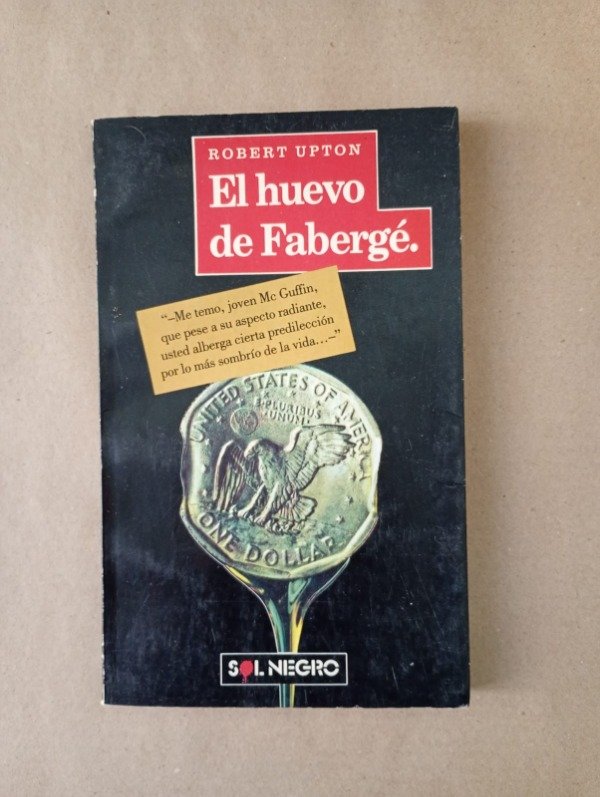 ROBERT UPTON
El huevo
de Fabergé.
“–Me temo, joven Mc Guffin,
que pese a su aspecto radiante,
usted alberga cierta predilección
por lo más sombrío de la vida...–”
UNITED STATES OF AMERICA
E PLURIBUS
UNUM
ONE DOLLAR
SOL NEGRO